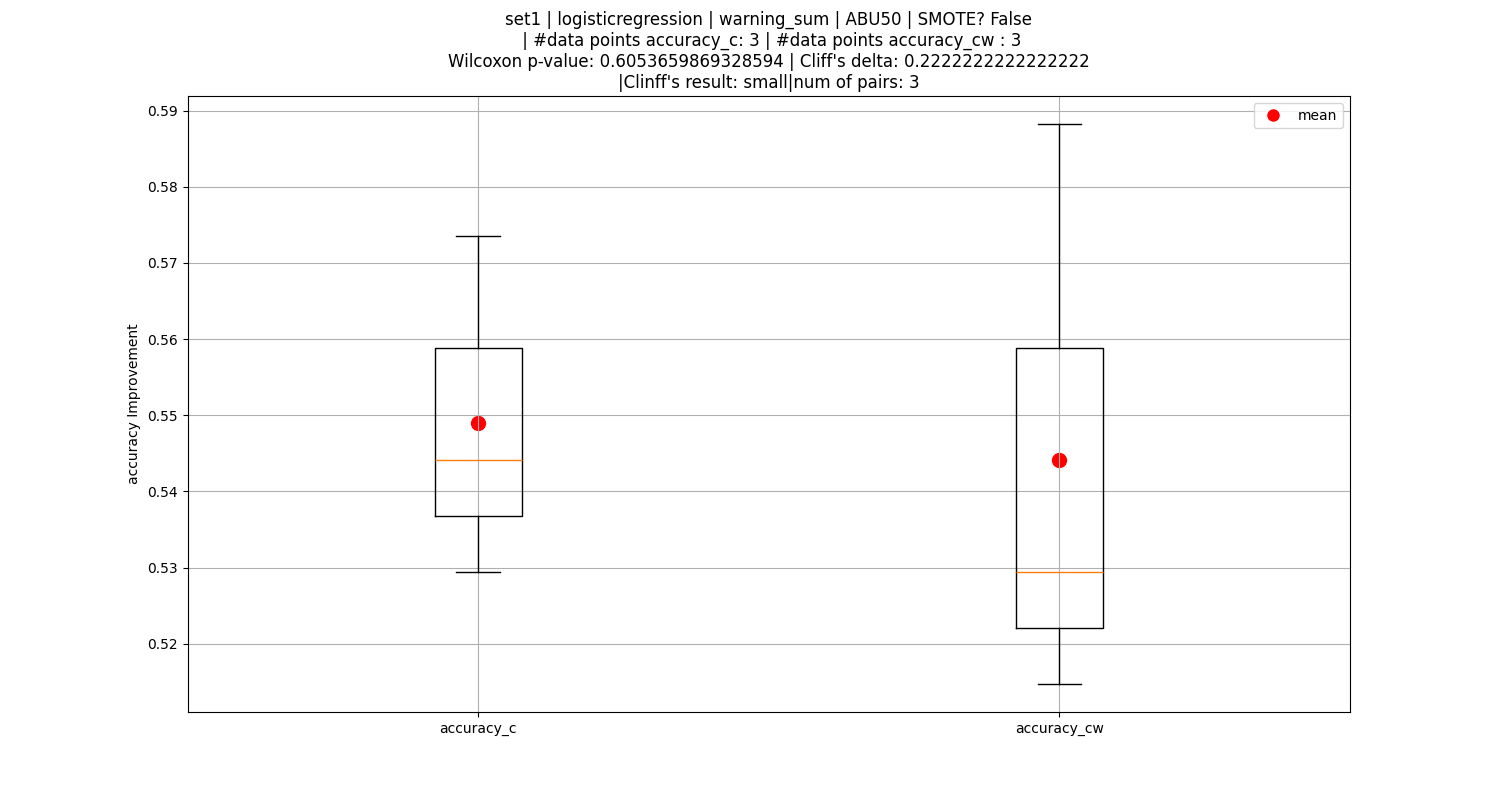 set1 | logisticregression | warning_sum | ABU50 | SMOTE? False
| #data points accuracy_c: 3 | #data points accuracy_cw : 3
Wilcoxon p-value: 0.6053659869328594 | Cliff's delta: 0.2222222222222222
|Clinff's result: small|num of pairs: 3
mean
0.59
0.58
0.57
0.56
0.55
0.54
0.53
0.52
accuracy Improvement
accuracy_c
accuracy_cw